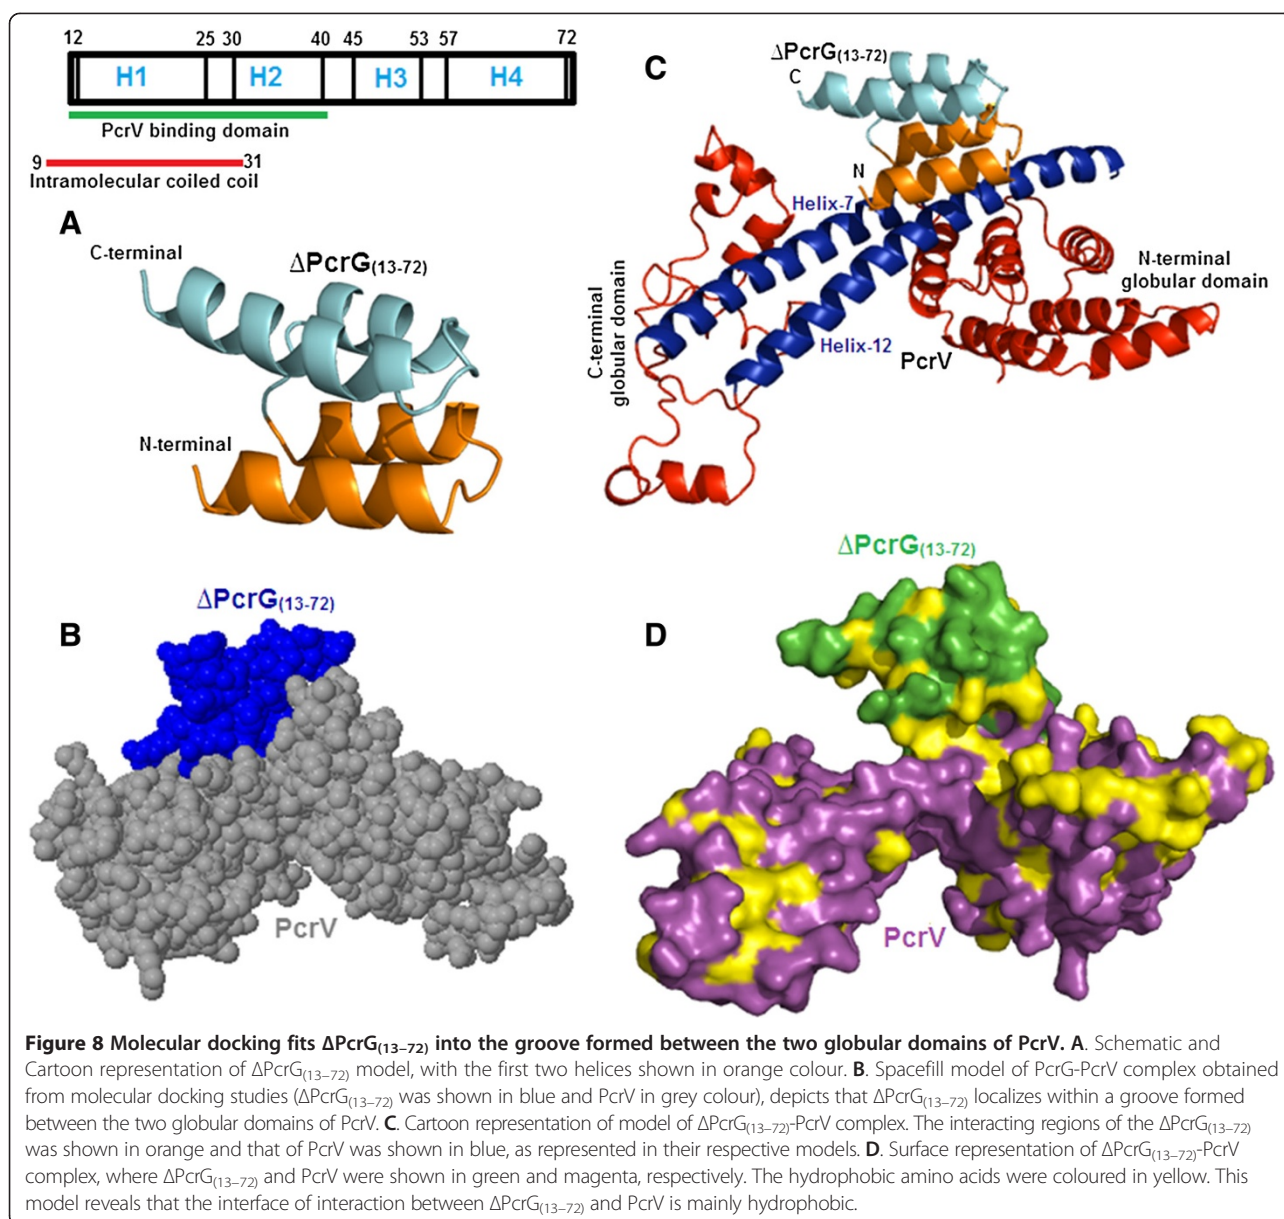 12 25 30 40 45 53 57 72
H1 H2 H3 H4
PcrV binding domain
9 31
Intramolecular coiled coil
A
C-terminal
ΔPcrG(13-72)
N-terminal
C
ΔPcrG(13-72)
C
N
Helix-7
Helix-12
C-terminal
globular domain
N-terminal
globular domain
PcrV
B
ΔPcrG(13-72)
PcrV
D
ΔPcrG(13-72)
PcrV
Figure 8 Molecular docking fits ΔPcrG(13–72) into the groove formed between the two globular domains of PcrV. A. Schematic and
Cartoon representation of ΔPcrG(13–72) model, with the first two helices shown in orange colour. B. Spacefill model of PcrG-PcrV complex obtained
from molecular docking studies (ΔPcrG(13–72) was shown in blue and PcrV in grey colour), depicts that ΔPcrG(13–72) localizes within a groove formed
between the two globular domains of PcrV. C. Cartoon representation of model of ΔPcrG(13–72)-PcrV complex. The interacting regions of the ΔPcrG(13–72)
was shown in orange and that of PcrV was shown in blue, as represented in their respective models. D. Surface representation of ΔPcrG(13–72)-PcrV
complex, where ΔPcrG(13–72) and PcrV were shown in green and magenta, respectively. The hydrophobic amino acids were coloured in yellow. This
model reveals that the interface of interaction between ΔPcrG(13–72) and PcrV is mainly hydrophobic.